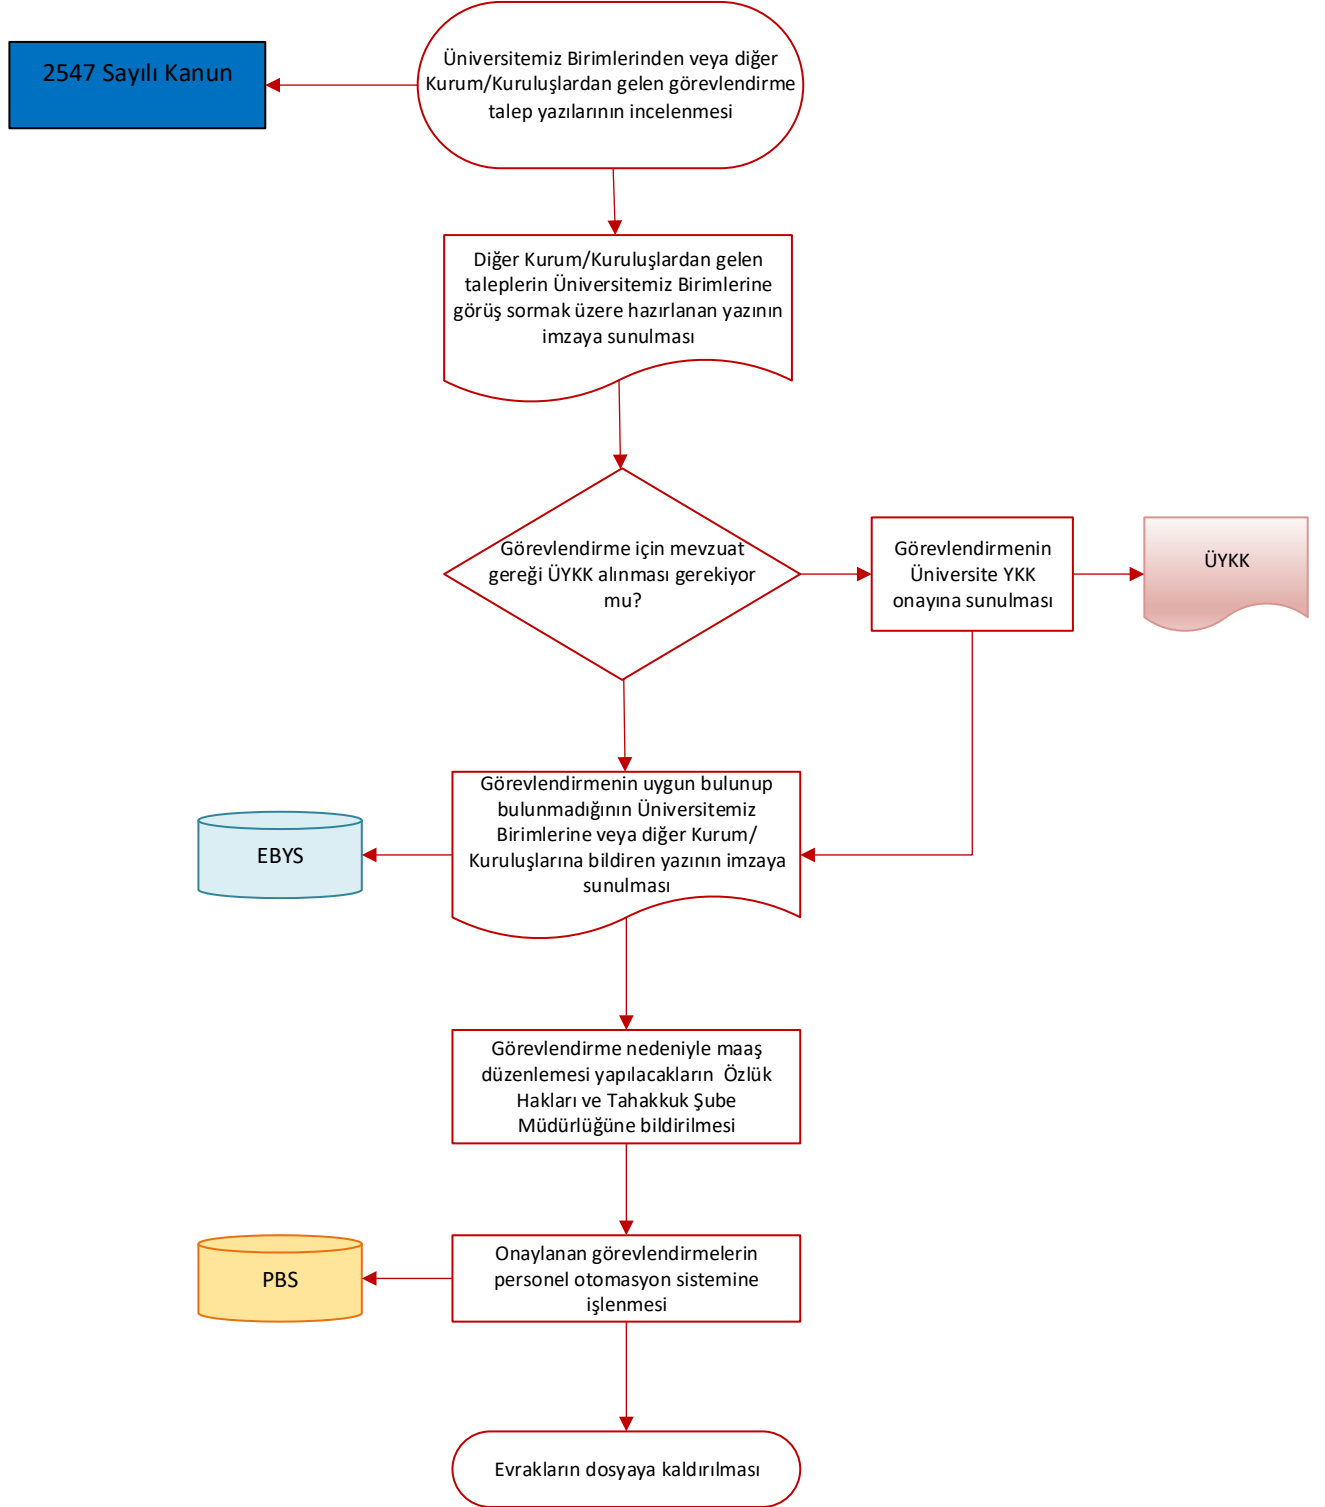 2547 Sayılı Kanun
Üniversitemiz Birimlerinden veya diğer
Kurum/Kuruluşlardan gelen görevlendirme
talep yazılarının incelenmesi
Diğer Kurum/Kuruluşlardan gelen
taleplerin Üniversitemiz Birimlerine
görüş sormak üzere hazırlanan yazının
imzaya sunulması
Görevlendirme için mevzuat
gereği ÜYKK alınması gerekiyor
mu?
Görevlendirmenin
Üniversite YKK
onayına sunulması
ÜYKK
Görevlendirmenin uygun bulunup
bulunmadığının Üniversitemiz
Birimlerine veya diğer Kurum/
Kuruluşlarına bildiren yazının imzaya
sunulması
EBYS
Görevlendirme nedeniyle maaş
düzenlemesi yapılacakların  Özlük
Hakları ve Tahakkuk Şube
Müdürlüğüne bildirilmesi
Onaylanan görevlendirmelerin
personel otomasyon sistemine
işlenmesi
PBS
Evrakların dosyaya kaldırılması